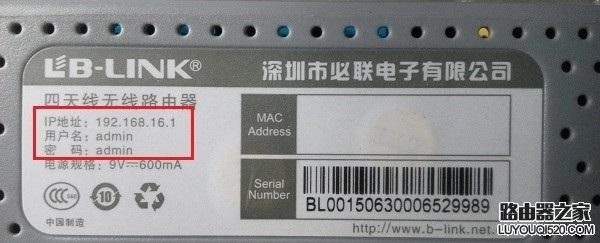 LB-LINK® 深圳市必联电子有限公司
四天线无线路由器
IP地址: 192.168.16.1
用户名: admin
密 码: admin
电源规格: 9V⎓600mA
CCC
10
中国制造
MAC Address
Serial Number
BL00150630006529989
http://www.b-link.net
路由器之家
LUYOUQI520.COM